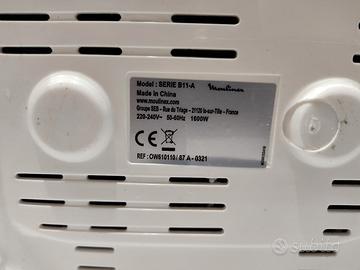 Model : SERIE B11-A
Moulinex
Made in China
www.moulinex.com
Groupe SEB - Rue du Triage - 21120 Is-sur-Tille - France
220-240V~ 50-60Hz 1600W
CE
REF : OW610110 / 87 A - 0321
subito